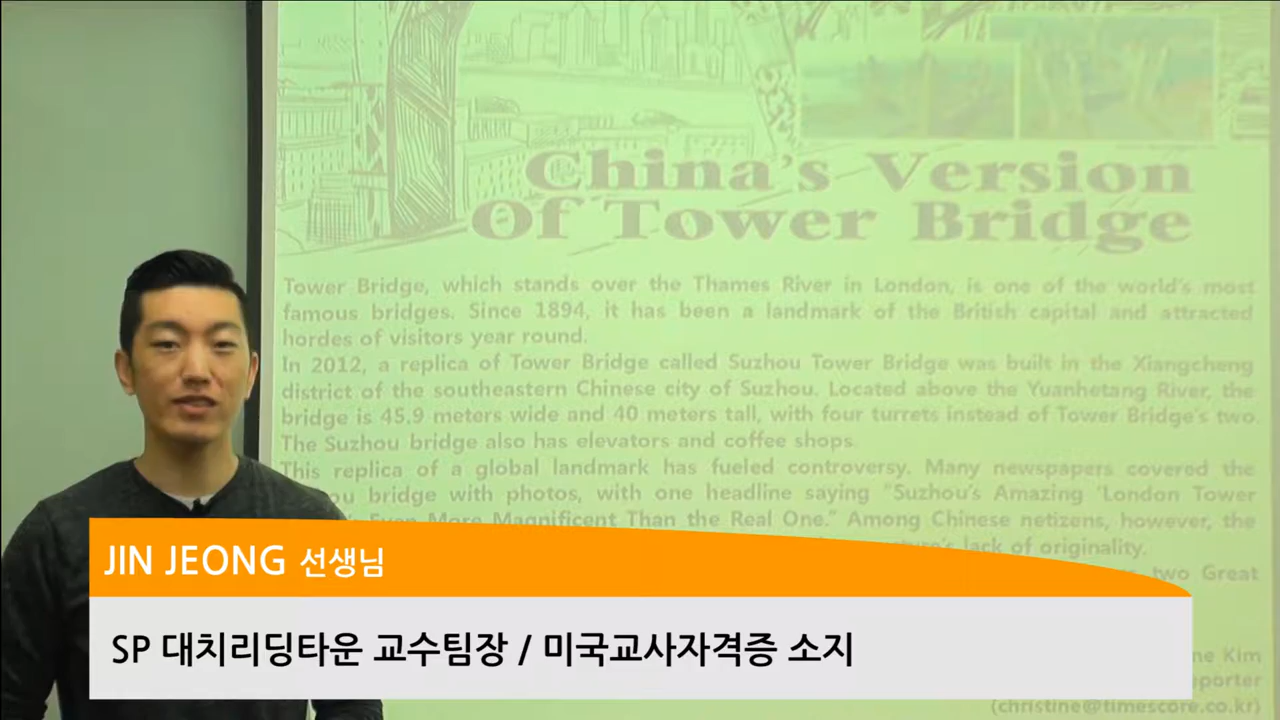 China's Version
Of Tower Bridge
Tower Bridge, which stands over the Thames River in London, is one of the world's most
famous bridges. Since 1894, it has been a landmark of the British capital and attracted
hordes of visitors year round.
In 2012, a replica of Tower Bridge called Suzhou Tower Bridge was built in the Xiangcheng
district of the southeastern Chinese city of Suzhou. Located above the Yuanhetang River, the
bridge is 45.9 meters wide and 40 meters tall, with four turrets instead of Tower Bridge's two.
The Suzhou bridge also has elevators and coffee shops.
This replica of a global landmark has fueled controversy. Many newspapers covered the
ou bridge with photos, with one headline saying "Suzhou's Amazing 'London Tower
Even More Magnificent Than the Real One." Among Chinese netizens, however, the
lack of originality.
two Great
JIN JEONG 선생님
SP 대치리딩타운 교수팀장 / 미국교사자격증 소지
ne Kim
eporter
(christine@timescore.co.kr)